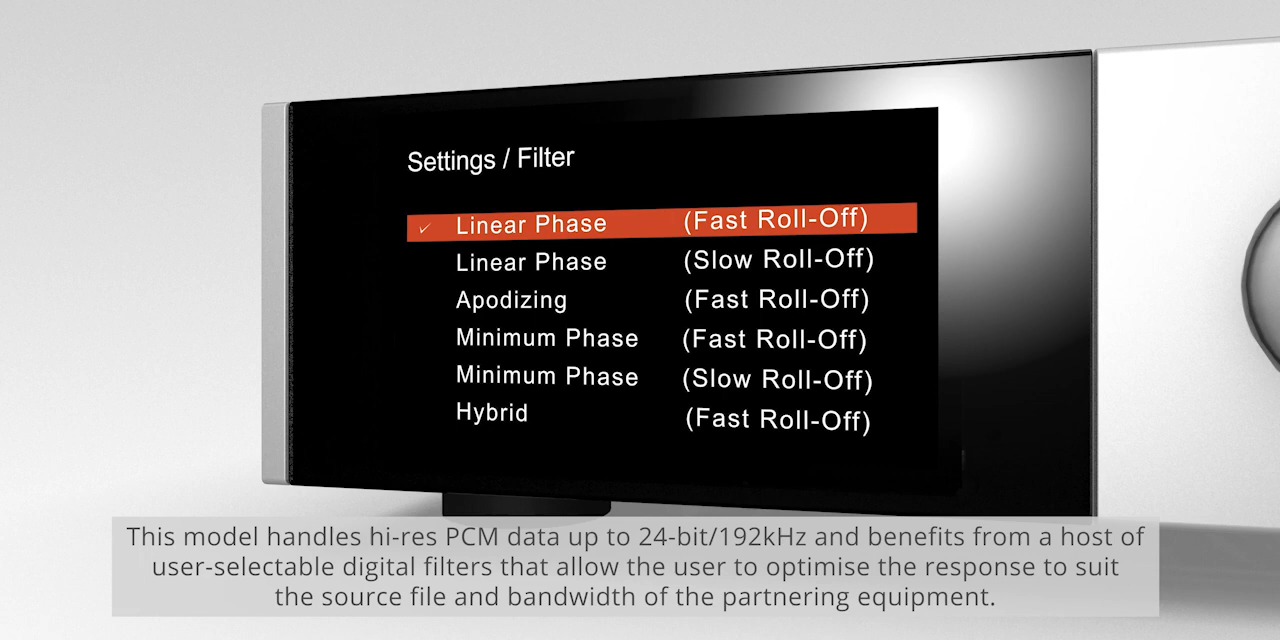 Settings / Filter
✓ Linear Phase (Fast Roll-Off)
Linear Phase (Slow Roll-Off)
Apodizing (Fast Roll-Off)
Minimum Phase (Fast Roll-Off)
Minimum Phase (Slow Roll-Off)
Hybrid (Fast Roll-Off)
This model handles hi-res PCM data up to 24-bit/192kHz and benefits from a host of
user-selectable digital filters that allow the user to optimise the response to suit
the source file and bandwidth of the partnering equipment.